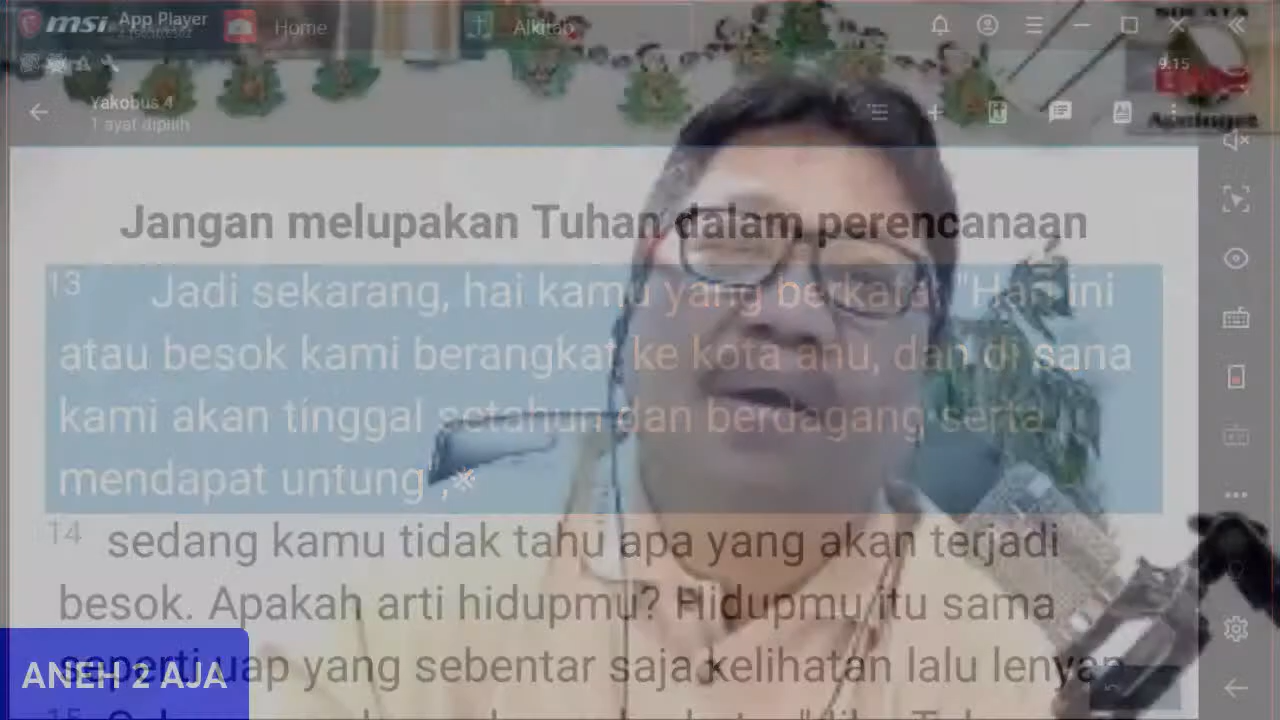 msi App Player
Home
Alkitab
SOCATA
9.15
Yakobus 4
1 ayat dipilih
Jangan melupakan Tuhan dalam perencanaan
13 Jadi sekarang, hai kamu yang berkata: "Hari ini
atau besok kami berangkat ke kota anu, dan di sana
kami akan tinggal setahun dan berdagang serta
mendapat untung",※
14 sedang kamu tidak tahu apa yang akan terjadi
besok. Apakah arti hidupmu? Hidupmu itu sama
seperti uap yang sebentar saja kelihatan lalu lenyap
ANEH 2 AJA